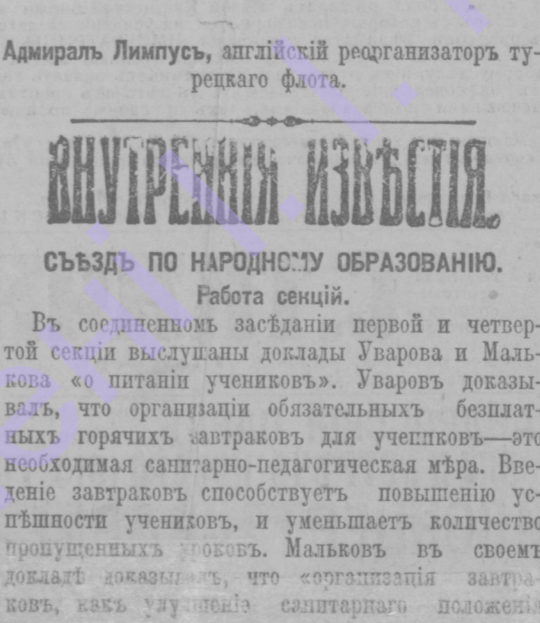 Адмиралъ Лимпусъ, англійскій реорганизаторъ ту-
рецкаго флота.
ВНУТРЕННІЯ ИЗВѢСТІЯ.
СЪѢЗДЪ ПО НАРОДНОМУ ОБРАЗОВАНІЮ.
Работа секцій.
Въ соединенномъ засѣданіи первой и четвер-
той секціи выслушаны доклады Уварова и Маль-
кова «о питаніи учениковъ». Уваровъ доказы-
валъ, что организаціи обязательныхъ безплат-
ныхъ горячихъ завтраковъ для учениковъ—это
необходимая санитарно-педагогическая мѣра. Вве-
деніе завтраковъ способствуетъ повышенію ус-
пѣшности учениковъ, и уменьшаетъ количество
пропущенныхъ уроковъ. Мальковъ въ своемъ
докладѣ доказывалъ, что «организація завтра-
ковъ, какъ улучшеніе санитарнаго положенія